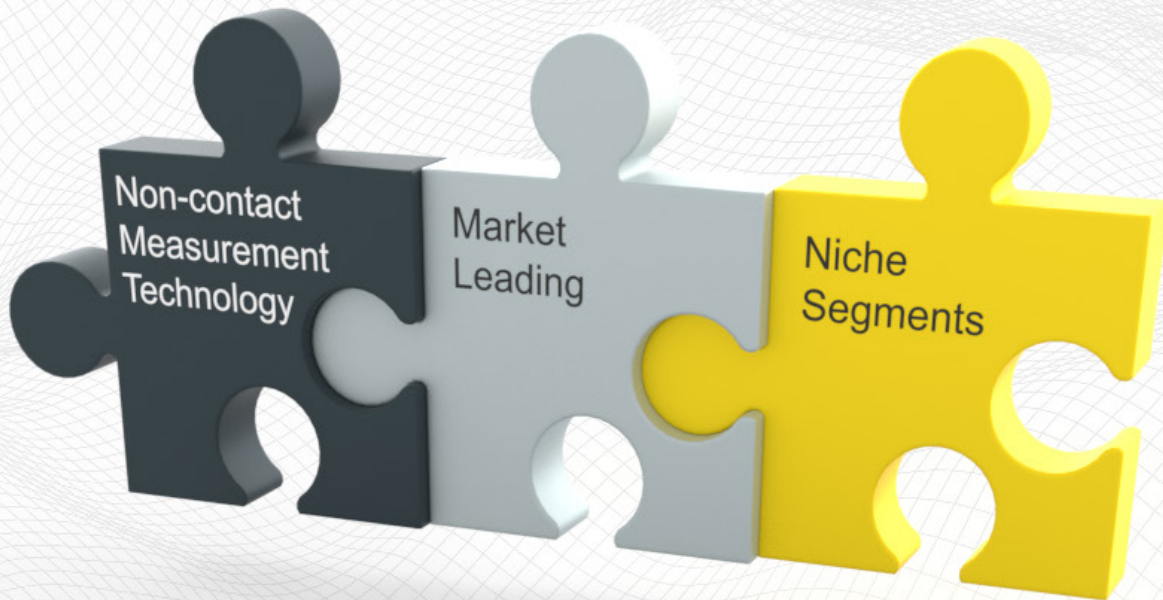 Non-contact
Measurement
Technology
Market
Leading
Niche
Segments